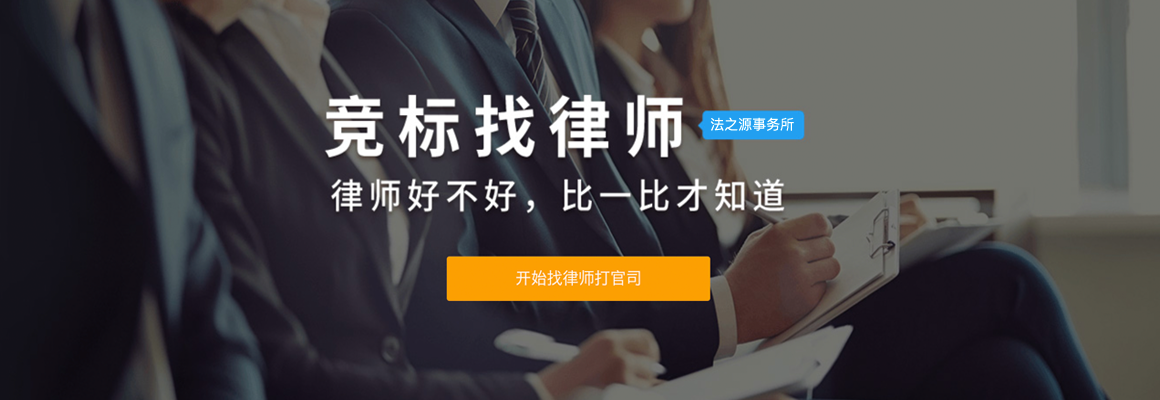 竞标找律师
法之源事务所
律师好不好，比一比才知道
开始找律师打官司